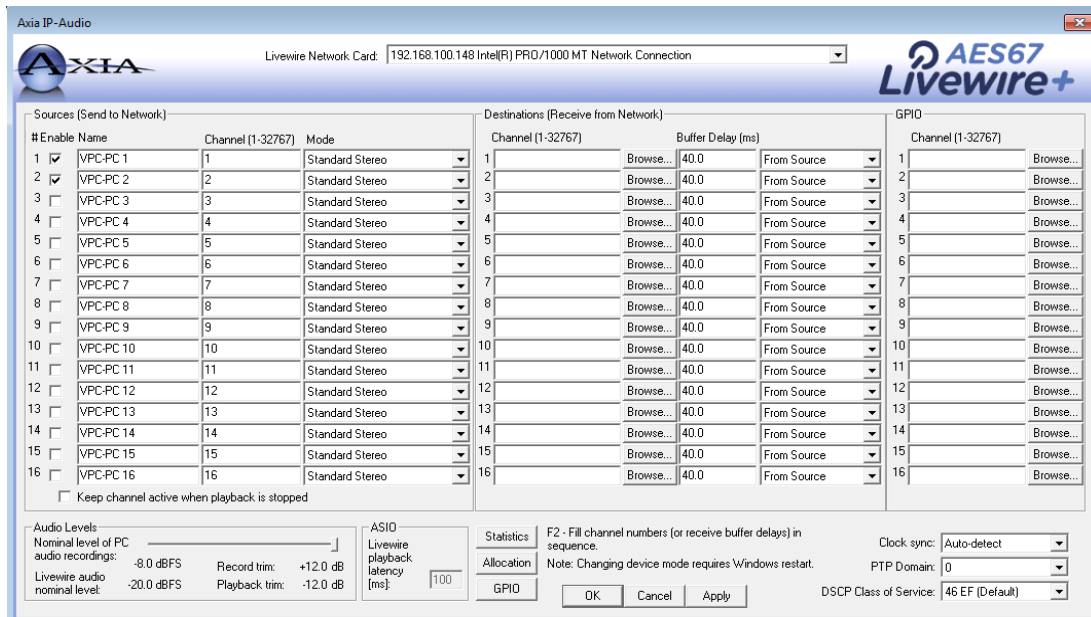 Axia IP-Audio
AXIA
Livewire Network Card: 192.168.100.148 Intel(R) PRO/1000 MT Network Connection
AES67
Livewire+
Sources (Send to Network)
Destinations (Receive from Network)
GPIO
# Enable Name Channel (1-32767) Mode Channel (1-32767) Buffer Delay (ms) Channel (1-32767)
1 VPC-PC 1 1 Standard Stereo 1 Browse... 40.0 From Source 1 Browse...
2 VPC-PC 2 2 Standard Stereo 2 Browse... 40.0 From Source 2 Browse...
3 VPC-PC 3 3 Standard Stereo 3 Browse... 40.0 From Source 3 Browse...
4 VPC-PC 4 4 Standard Stereo 4 Browse... 40.0 From Source 4 Browse...
5 VPC-PC 5 5 Standard Stereo 5 Browse... 40.0 From Source 5 Browse...
6 VPC-PC 6 6 Standard Stereo 6 Browse... 40.0 From Source 6 Browse...
7 VPC-PC 7 7 Standard Stereo 7 Browse... 40.0 From Source 7 Browse...
8 VPC-PC 8 8 Standard Stereo 8 Browse... 40.0 From Source 8 Browse...
9 VPC-PC 9 9 Standard Stereo 9 Browse... 40.0 From Source 9 Browse...
10 VPC-PC 10 10 Standard Stereo 10 Browse... 40.0 From Source 10 Browse...
11 VPC-PC 11 11 Standard Stereo 11 Browse... 40.0 From Source 11 Browse...
12 VPC-PC 12 12 Standard Stereo 12 Browse... 40.0 From Source 12 Browse...
13 VPC-PC 13 13 Standard Stereo 13 Browse... 40.0 From Source 13 Browse...
14 VPC-PC 14 14 Standard Stereo 14 Browse... 40.0 From Source 14 Browse...
15 VPC-PC 15 15 Standard Stereo 15 Browse... 40.0 From Source 15 Browse...
16 VPC-PC 16 16 Standard Stereo 16 Browse... 40.0 From Source 16 Browse...
Keep channel active when playback is stopped
Audio Levels
Nominal level of PC
audio recordings:
-8.0 dBFS
Record trim: +12.0 dB
Livewire audio
nominal level:
-20.0 dBFS
Playback trim: -12.0 dB
ASIO
Livewire
playback
latency
[ms]:
100
Statistics
Allocation
GPIO
F2 - Fill channel numbers (or receive buffer delays) in
sequence.
Note: Changing device mode requires Windows restart.
OK Cancel Apply
Clock sync: Auto-detect
PTP Domain: 0
DSCP Class of Service: 46 EF (Default)